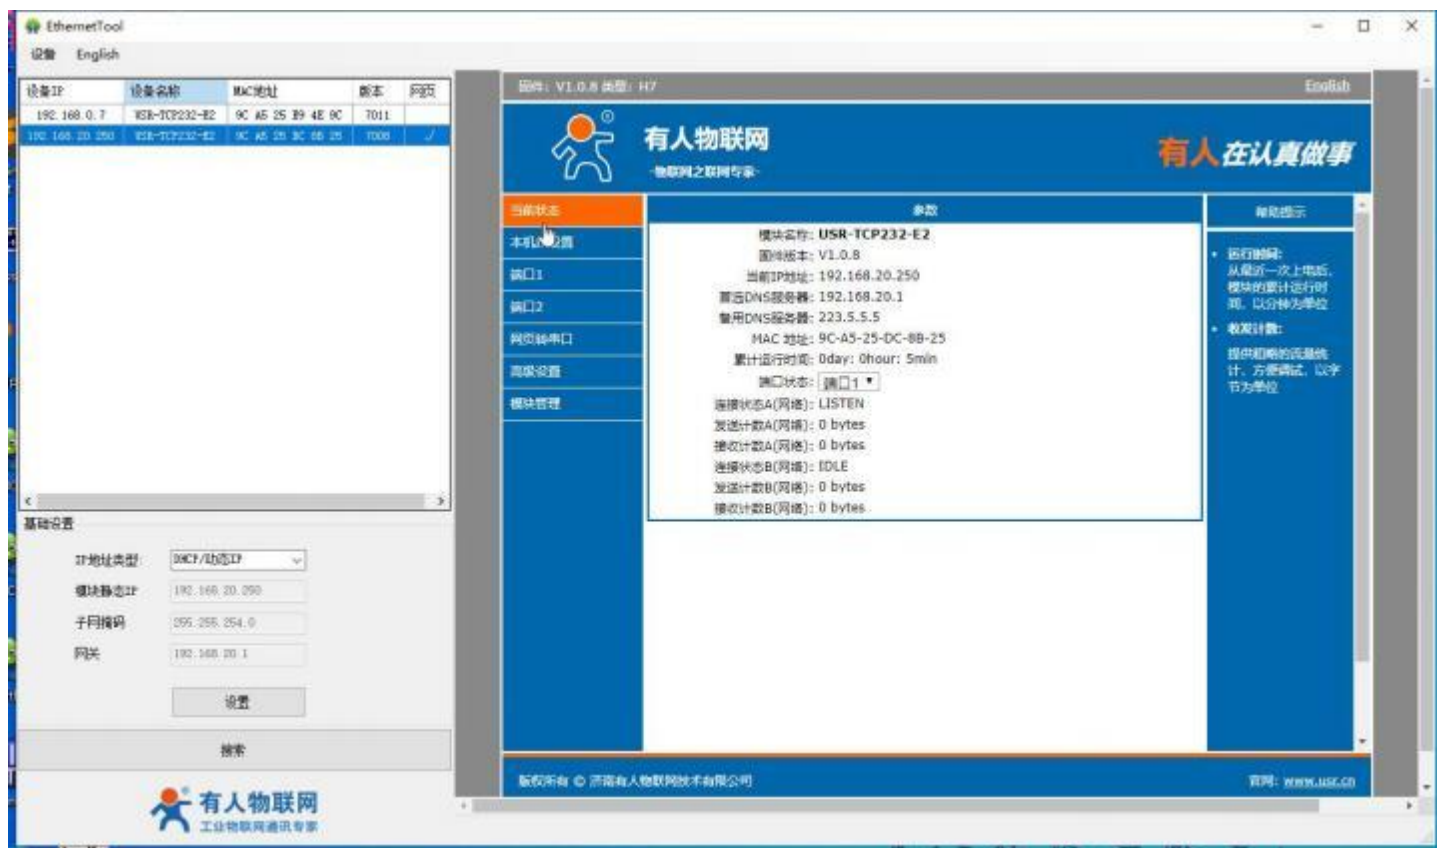 EthernetTool
设备 English
设备IP 设备名称 MAC地址 版本 网页
192.168.0.7 USR-TCP232-E2 9C A5 25 B9 4E 9C 7011
192.168.20.250 USR-TCP232-E2 9C A5 25 DC 8B 25 7008 √
基础设置
IP地址类型 DHCP/动态IP
模块静态IP 192.168.20.250
子网掩码 255.255.254.0
网关 192.168.20.1
设置
搜索
有人物联网
工业物联网通讯专家
固件: V1.0.8 类型: H7 English
有人物联网
-物联网之联网专家-
有人在认真做事
当前状态
端口1
端口2
网页转串口
高级设置
模块管理
参数
模块名称: USR-TCP232-E2
固件版本: V1.0.8
当前IP地址: 192.168.20.250
首选DNS服务器: 192.168.20.1
备用DNS服务器: 223.5.5.5
MAC 地址: 9C-A5-25-DC-8B-25
累计运行时间: 0day: 0hour: 5min
端口状态: 端口1
连接状态A(网络): LISTEN
发送计数A(网络): 0 bytes
接收计数A(网络): 0 bytes
连接状态B(网络): IDLE
发送计数B(网络): 0 bytes
接收计数B(网络): 0 bytes
帮助提示
• 运行时间:
从最近一次上电后,
模块的累计运行时
间, 以分钟为单位
• 收发计数:
提供粗略的流量统
计, 方便调试, 以字
节为单位
版权所有 © 济南有人物联网技术有限公司 官网: www.usr.cn